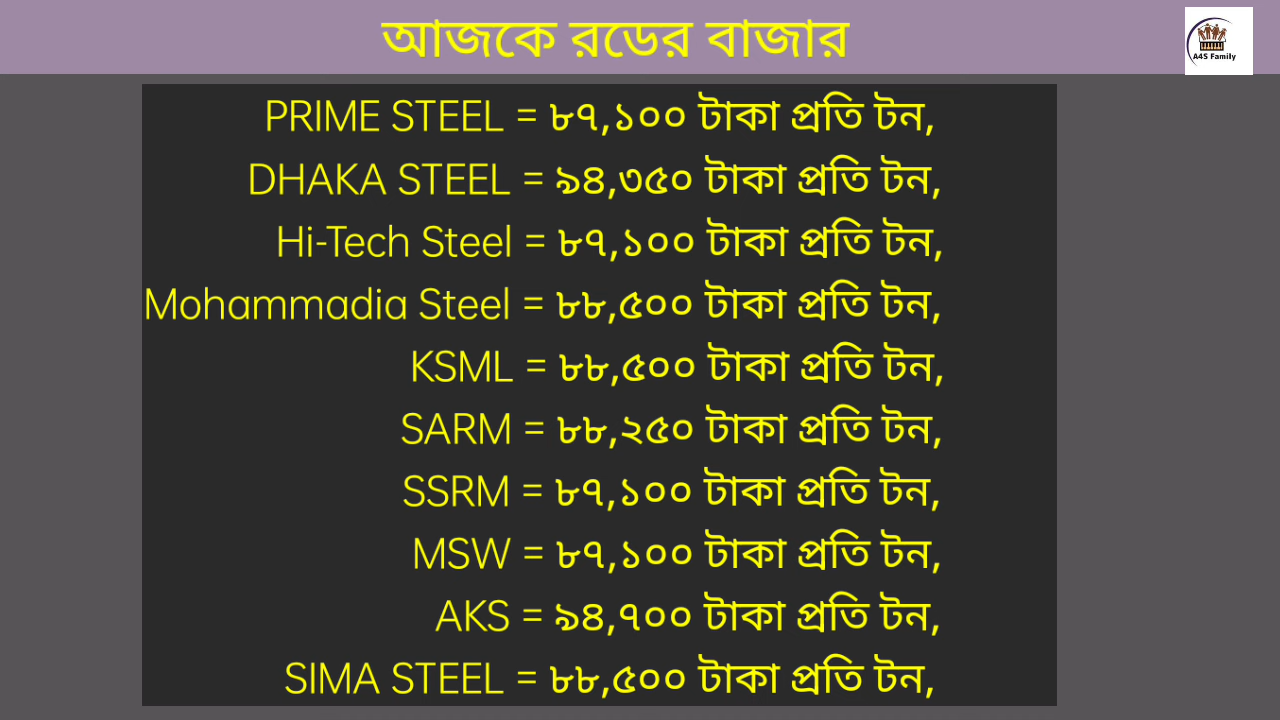 আজকে রডের বাজার
A4S Family
PRIME STEEL = ৮৭,১০০ টাকা প্রতি টন,
DHAKA STEEL = ৯৪,৩৫০ টাকা প্রতি টন,
Hi-Tech Steel = ৮৭,১০০ টাকা প্রতি টন,
Mohammadia Steel = ৮৮,৫০০ টাকা প্রতি টন,
KSML = ৮৮,৫০০ টাকা প্রতি টন,
SARM = ৮৮,২৫০ টাকা প্রতি টন,
SSRM = ৮৭,১০০ টাকা প্রতি টন,
MSW = ৮৭,১০০ টাকা প্রতি টন,
AKS = ৯৪,৭০০ টাকা প্রতি টন,
SIMA STEEL = ৮৮,৫০০ টাকা প্রতি টন,